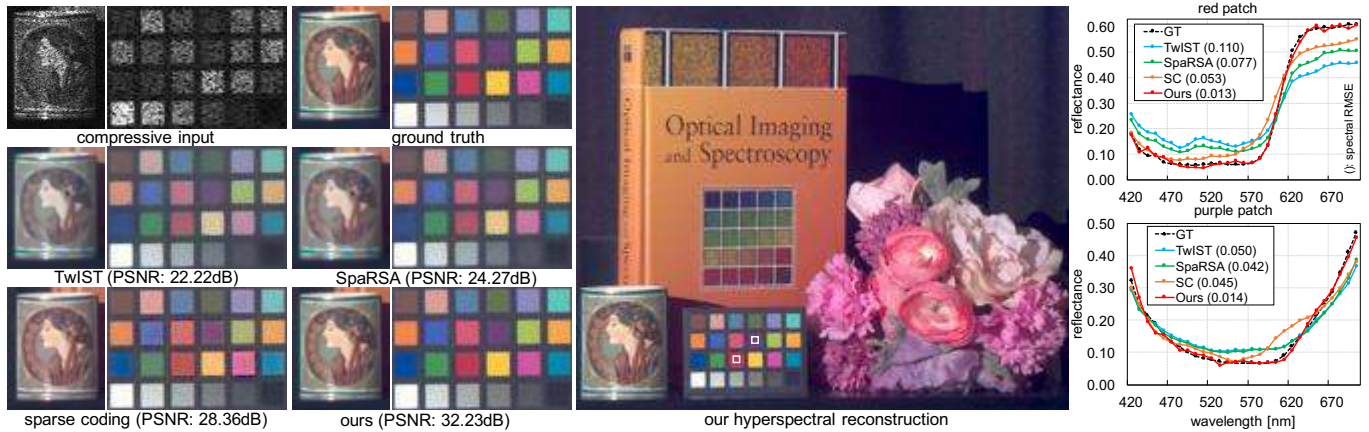 compressive input
ground truth
TwIST (PSNR: 22.22dB)
SpaRSA (PSNR: 24.27dB)
sparse coding (PSNR: 28.36dB)
ours (PSNR: 32.23dB)
Optical Imaging
and Spectroscopy
our hyperspectral reconstruction
red patch
0.60
0.50
0.40
0.30
0.20
0.10
0.00
reflectance
GT
TwIST (0.110)
SpaRSA (0.077)
SC (0.053)
Ours (0.013)
(): spectral RMSE
420 470 520 570 620 670
purple patch
0.50
0.40
0.30
0.20
0.10
0.00
reflectance
GT
TwIST (0.050)
SpaRSA (0.042)
SC (0.045)
Ours (0.014)
420 470 520 570 620 670
wavelength [nm]